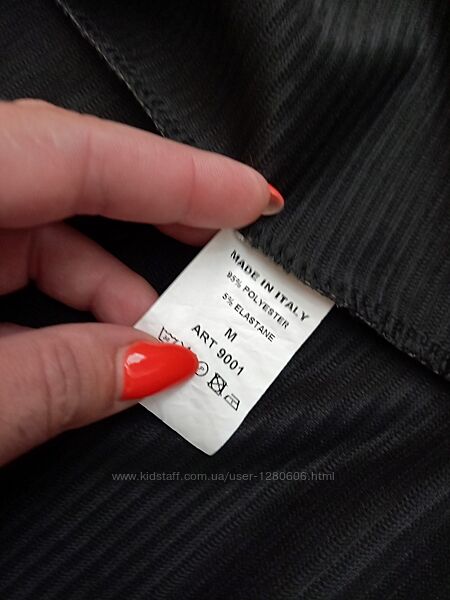 MADE IN ITALY
95% POLYESTER
5% ELASTANE
M
ART 9001
www.kidstaff.com.ua/user-1280606.html